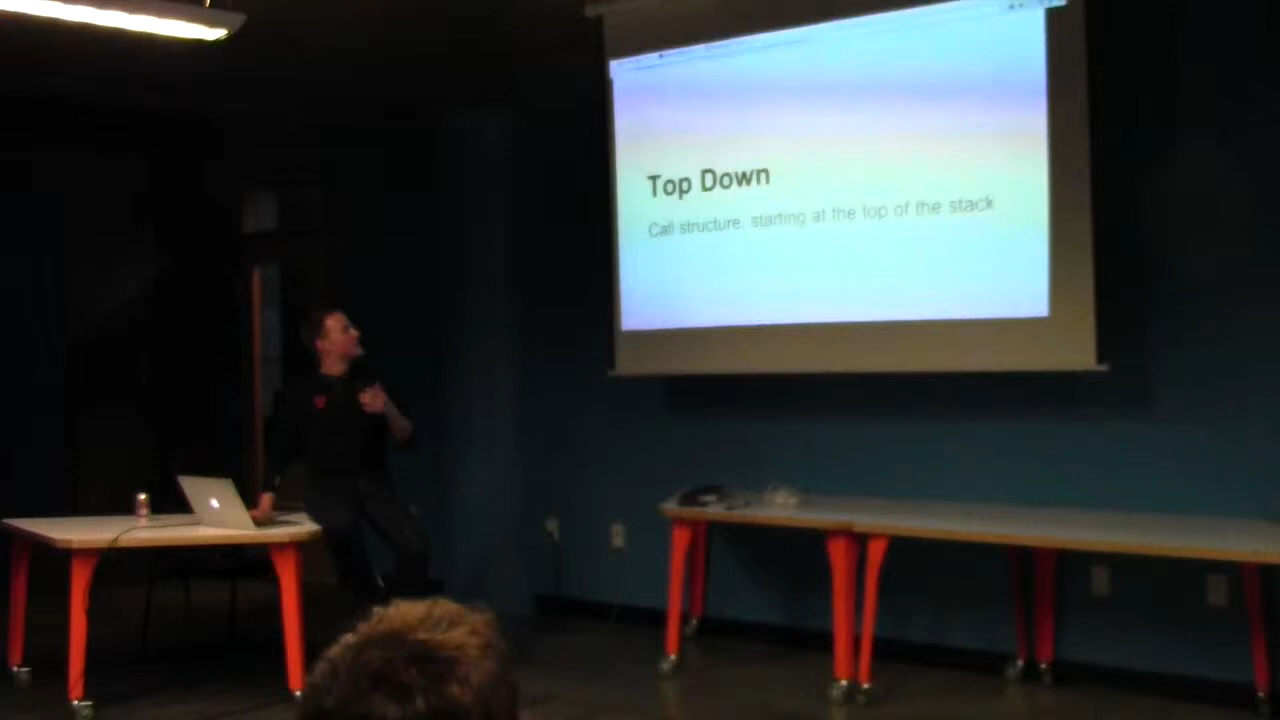 Top Down
Call structure, starting at the top of the stack